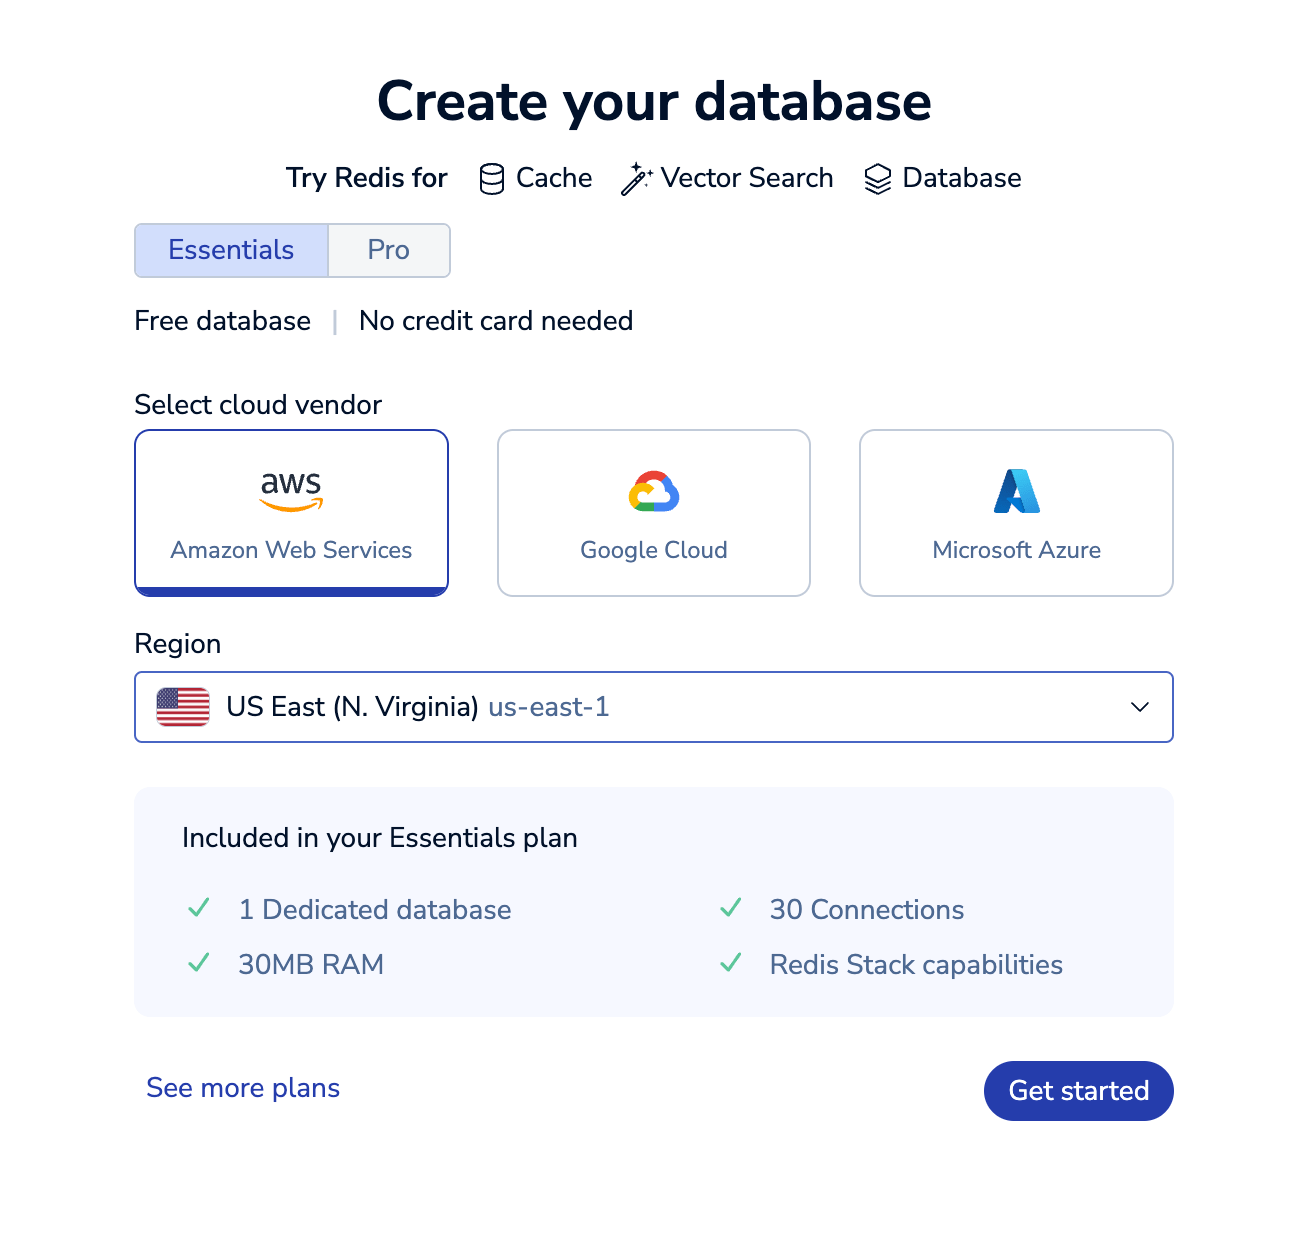 Create your database
Try Redis for Cache Vector Search Database
Essentials Pro
Free database | No credit card needed
Select cloud vendor
aws
Amazon Web Services Google Cloud Microsoft Azure
Region
US East (N. Virginia) us-east-1
Included in your Essentials plan
1 Dedicated database 30 Connections
30MB RAM Redis Stack capabilities
See more plans Get started